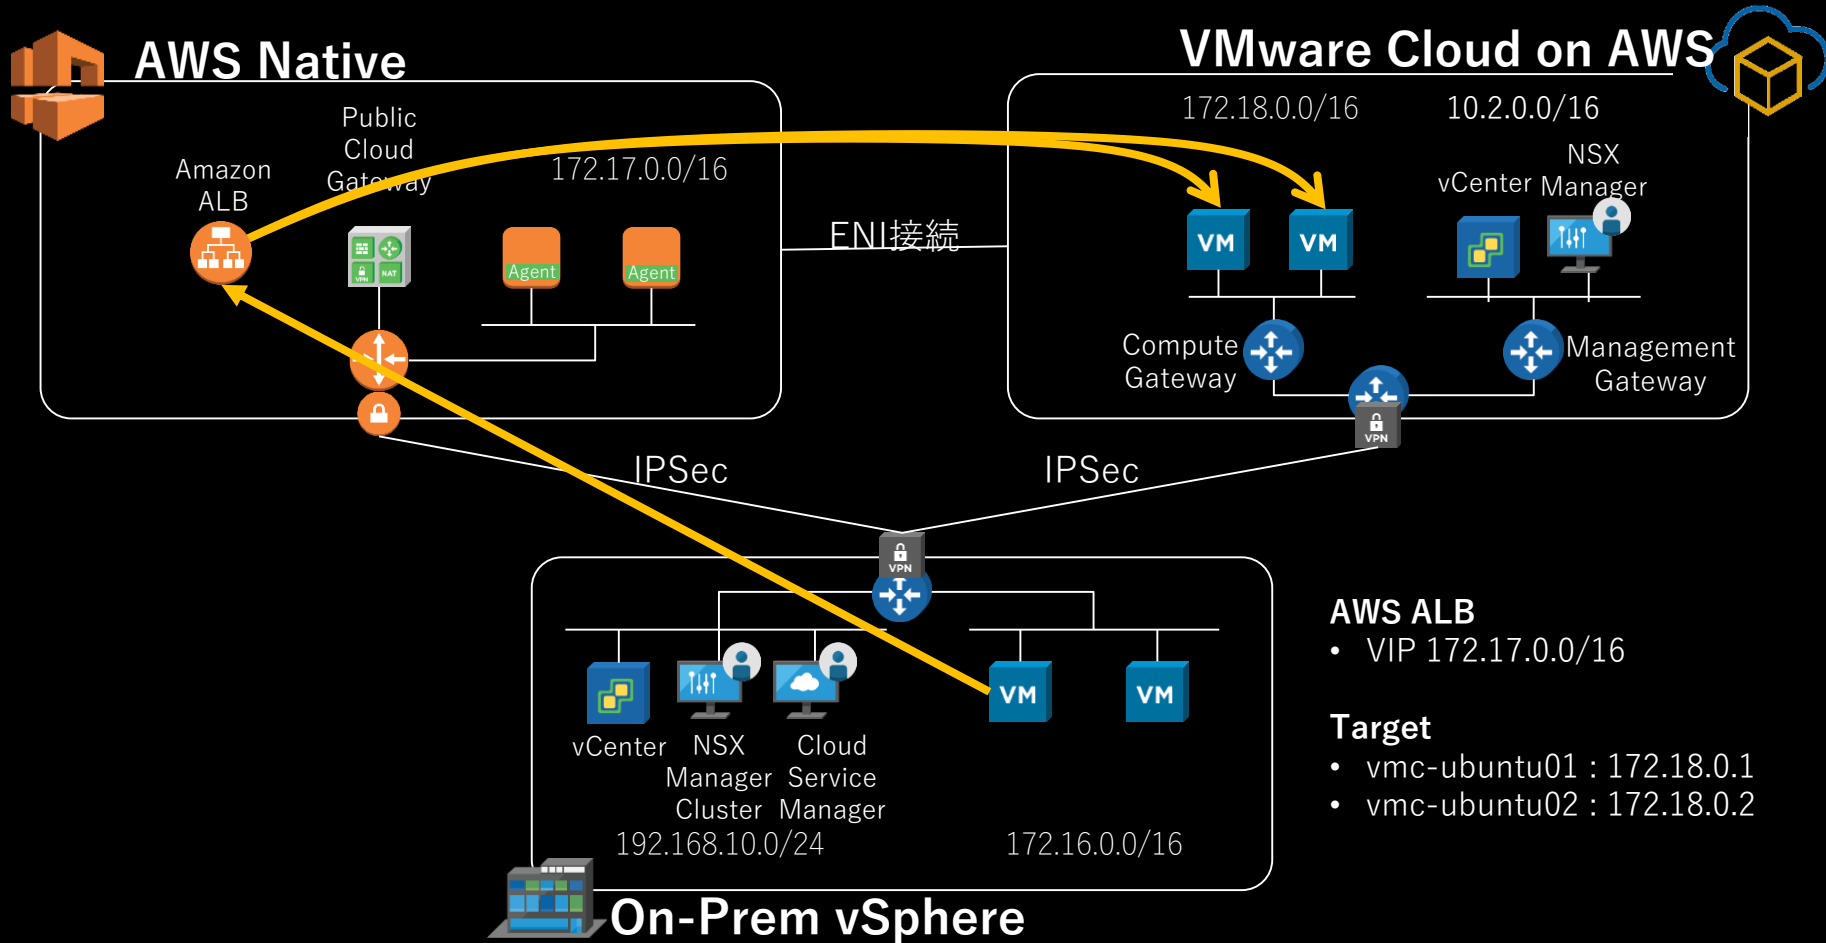 AWS Native
Public
Cloud
Gateway
Amazon
ALB
172.17.0.0/16
VPN
NAT
Agent
Agent
ENI接続
VMware Cloud on AWS
172.18.0.0/16
10.2.0.0/16
NSX
Manager
vCenter
VM
VM
Compute
Gateway
Management
Gateway
VPN
IPSec
IPSec
VPN
vCenter
NSX
Manager
Cluster
Cloud
Service
Manager
VM
VM
192.168.10.0/24
172.16.0.0/16
On-Prem vSphere
AWS ALB
• VIP 172.17.0.0/16
Target
• vmc-ubuntu01 : 172.18.0.1
• vmc-ubuntu02 : 172.18.0.2